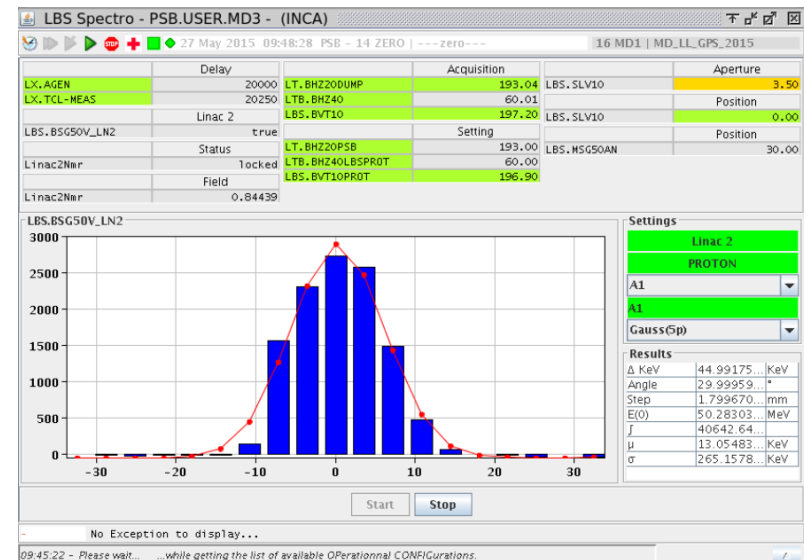 LBS Spectro - PSB.USER.MD3 - (INCA)
STOP 27 May 2015 09:48:28 PSB - 14 ZERO | ---zero--- 16 MD1 | MD_LL_GPS_2015
Delay Acquisition Aperture
LX.AGEN 20000 LT.BHZ20DUMP 193.04 LBS.SLV10 3.50
LX.TCL-MEAS 20250 LTB.BHZ40 60.01 Position
Linac 2 LBS.BVT10 197.20 LBS.SLV10 0.00
LBS.BSG50V_LN2 true Setting Position
Status LT.BHZ20PSB 193.00 LBS.MSG50AN 30.00
Linac2Nmr locked LTB.BHZ40LBSPROT 60.00
Field LBS.BVT10PROT 196.90
Linac2Nmr 0.84439
LBS.BSG50V_LN2
3000
2500
2000
1500
1000
500
0
-30 -20 -10 0 10 20 30
Settings
Linac 2
PROTON
A1
A1
Gauss(5p)
Results
Δ KeV 44.99175... KeV
Angle 29.99959... °
Step 1.799670... mm
E(0) 50.28303... MeV
∫ 40642.64...
μ 13.05483... KeV
σ 265.1578... KeV
Start Stop
- No Exception to display...
09:45:22 - Please wait... ...while getting the list of available OPerationnal CONFIGurations.